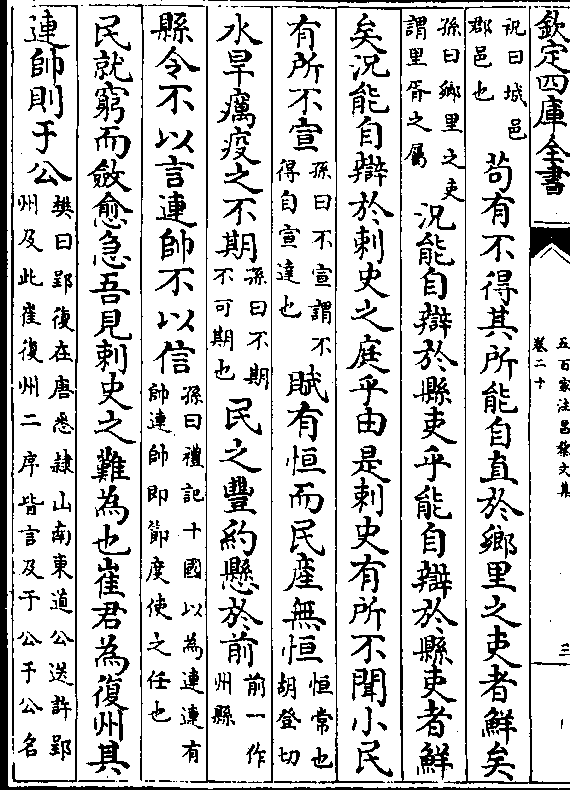 欽定四庫全書
五百家注昌黎文集
卷二十
三
祝曰城邑
郡邑也
苟有不得其所能自直於鄉里之吏者鮮矣
孫曰鄉里之吏
謂里胥之屬
況能自辯於縣吏乎能自辯於縣吏者鮮
矣況能自辯於刺史之庭乎由是刺史有所不聞小民
有所不宣
孫曰不宣謂不
得自宣達也
賦有恒而民產無恒
恒常也
胡登切
水旱癘疫之不期
孫曰不期
不可期也
民之豐約懸於前
前一作
州縣
縣令不以言連帥不以信
孫曰禮記十國以為連連有
帥連帥即節度使之任也
民就窮而斂愈急吾見刺史之難為也崔君為復州其
連帥則于公
樊曰郢復在唐悉隸山南東道公送許郢
州及此崔復州二序皆言及于公于公名